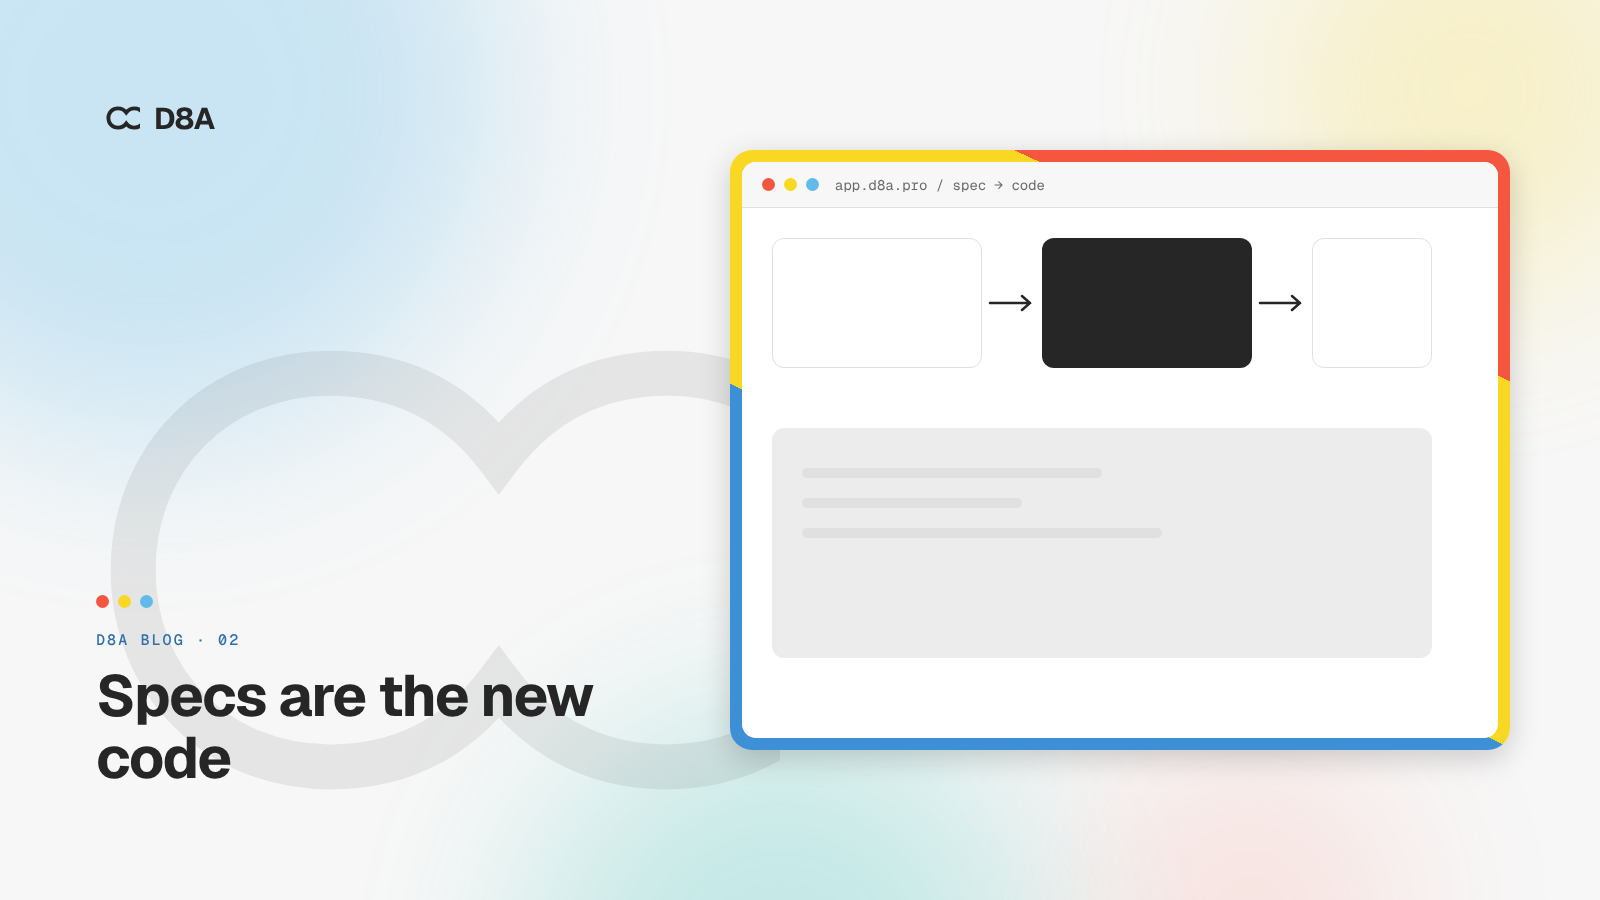 D8A
app.d8a.pro / spec → code
D8A BLOG · 02
Specs are the new
code